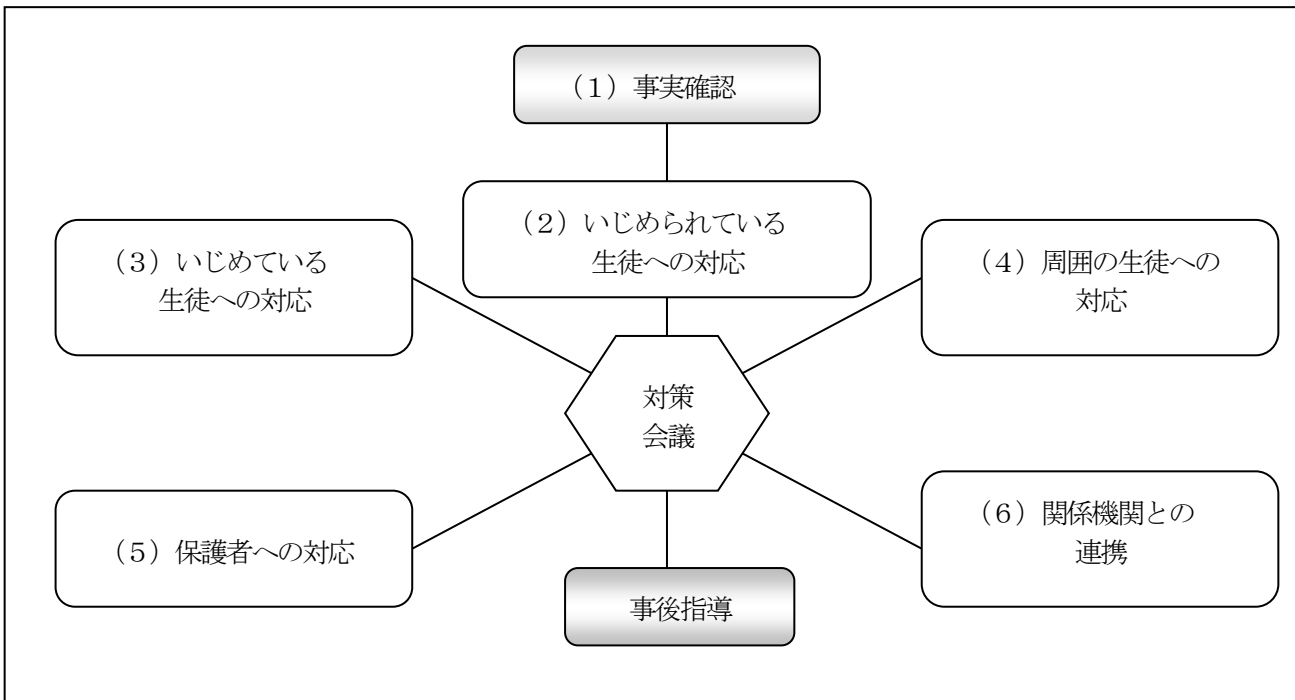 （１）事実確認
（２）いじめられている
生徒への対応
（３）いじめている
生徒への対応
（４）周囲の生徒への
対応
対策
会議
（５）保護者への対応
（６）関係機関との
連携
事後指導